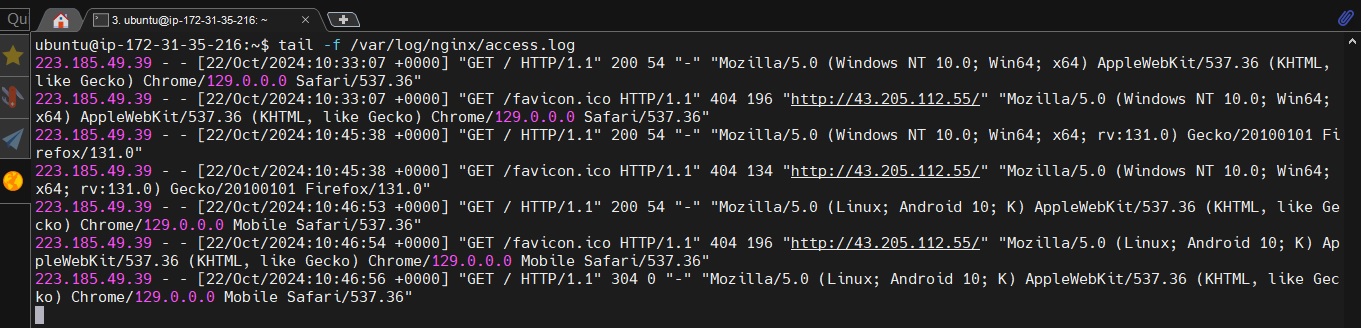 Qu
3. ubuntu@ip-172-31-35-216: ~
ubuntu@ip-172-31-35-216:~$ tail -f /var/log/nginx/access.log
223.185.49.39 - - [22/Oct/2024:10:33:07 +0000] "GET / HTTP/1.1" 200 54 "-" "Mozilla/5.0 (Windows NT 10.0; Win64; x64) AppleWebKit/537.36 (KHTML,
like Gecko) Chrome/129.0.0.0 Safari/537.36"
223.185.49.39 - - [22/Oct/2024:10:33:07 +0000] "GET /favicon.ico HTTP/1.1" 404 196 "http://43.205.112.55/" "Mozilla/5.0 (Windows NT 10.0; Win64;
x64) AppleWebKit/537.36 (KHTML, like Gecko) Chrome/129.0.0.0 Safari/537.36"
223.185.49.39 - - [22/Oct/2024:10:45:38 +0000] "GET / HTTP/1.1" 200 54 "-" "Mozilla/5.0 (Windows NT 10.0; Win64; x64; rv:131.0) Gecko/20100101 Fi
refox/131.0"
223.185.49.39 - - [22/Oct/2024:10:45:38 +0000] "GET /favicon.ico HTTP/1.1" 404 134 "http://43.205.112.55/" "Mozilla/5.0 (Windows NT 10.0; Win64;
x64; rv:131.0) Gecko/20100101 Firefox/131.0"
223.185.49.39 - - [22/Oct/2024:10:46:53 +0000] "GET / HTTP/1.1" 200 54 "-" "Mozilla/5.0 (Linux; Android 10; K) AppleWebKit/537.36 (KHTML, like Ge
cko) Chrome/129.0.0.0 Mobile Safari/537.36"
223.185.49.39 - - [22/Oct/2024:10:46:54 +0000] "GET /favicon.ico HTTP/1.1" 404 196 "http://43.205.112.55/" "Mozilla/5.0 (Linux; Android 10; K) Ap
pleWebKit/537.36 (KHTML, like Gecko) Chrome/129.0.0.0 Mobile Safari/537.36"
223.185.49.39 - - [22/Oct/2024:10:46:56 +0000] "GET / HTTP/1.1" 304 0 "-" "Mozilla/5.0 (Linux; Android 10; K) AppleWebKit/537.36 (KHTML, like Gec
ko) Chrome/129.0.0.0 Mobile Safari/537.36"